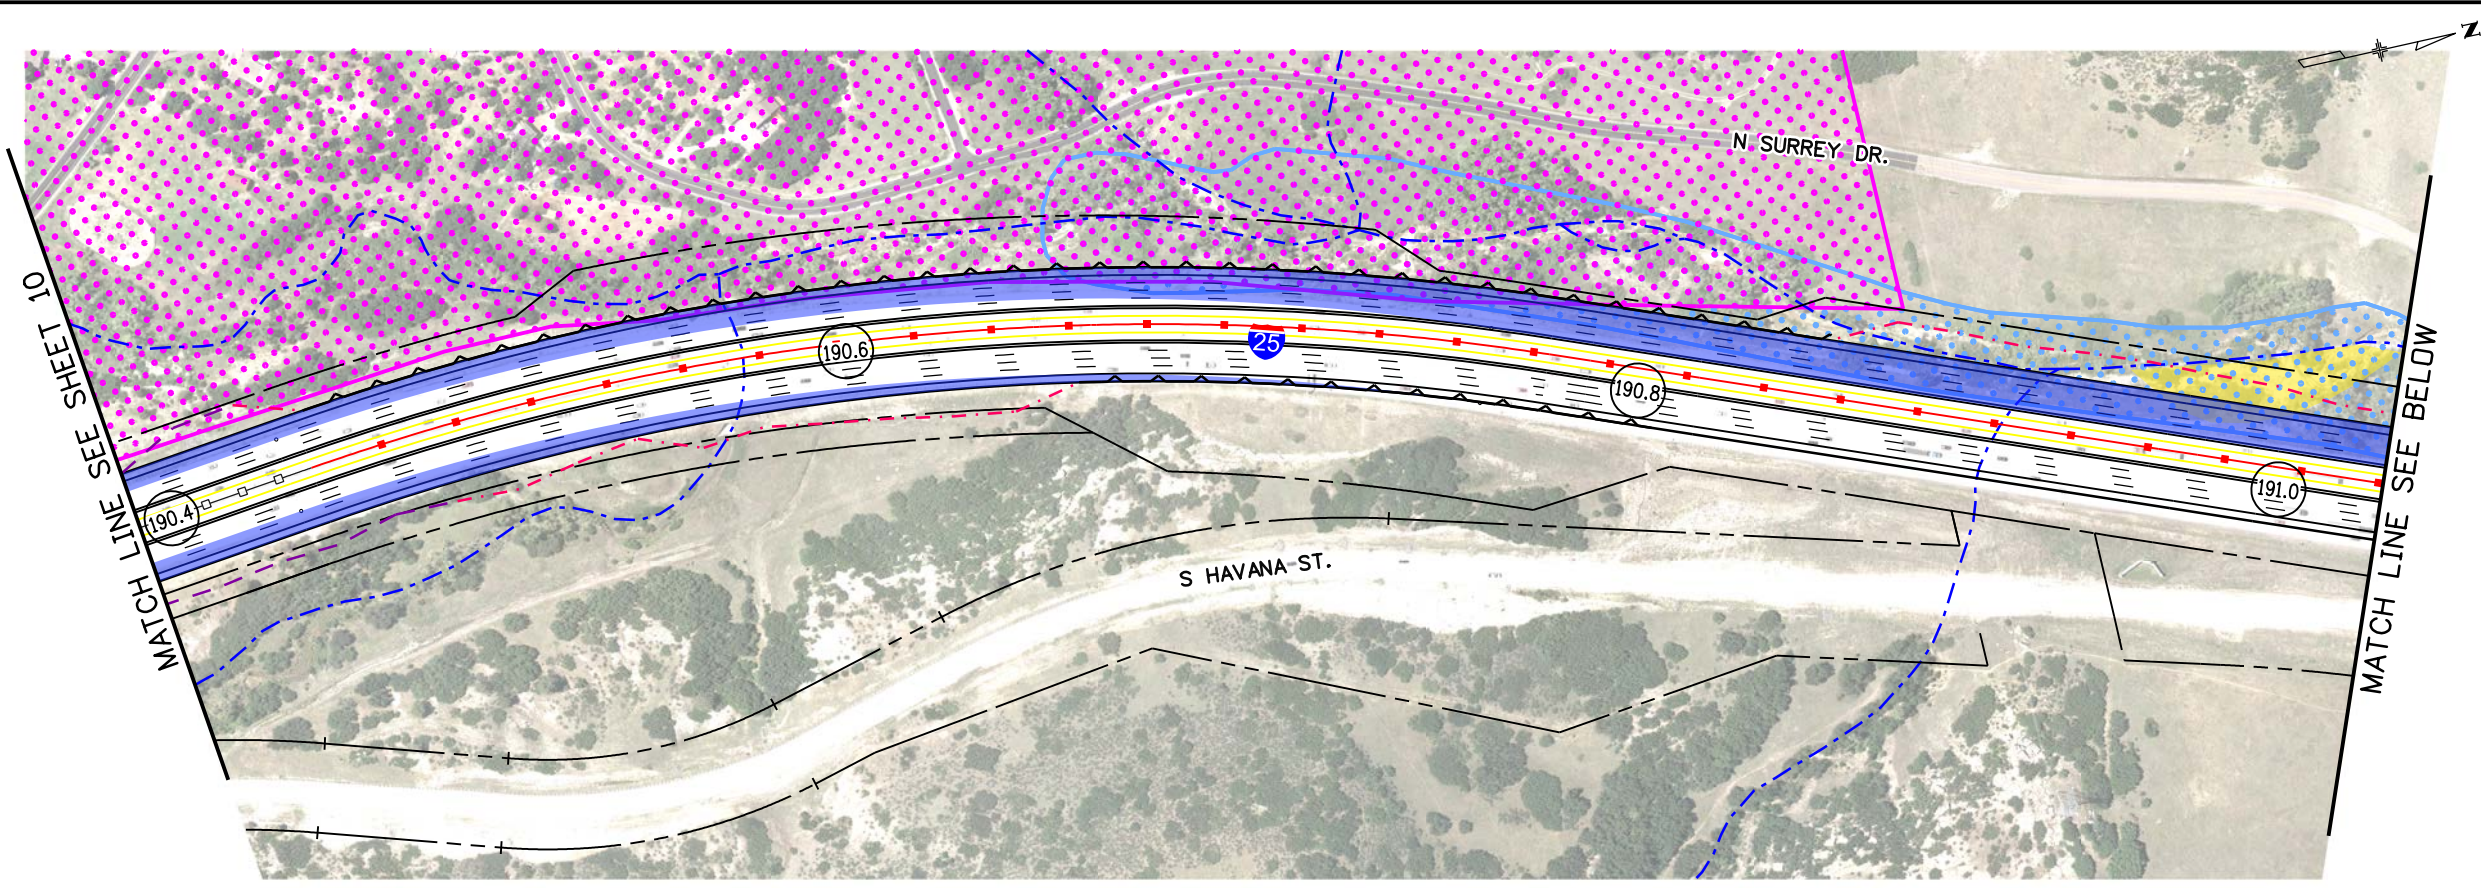 N
N SURREY DR.
MATCH LINE SEE SHEET 10
190.6
25
190.8
190.4
191.0
S HAVANA ST.
MATCH LINE SEE BELOW